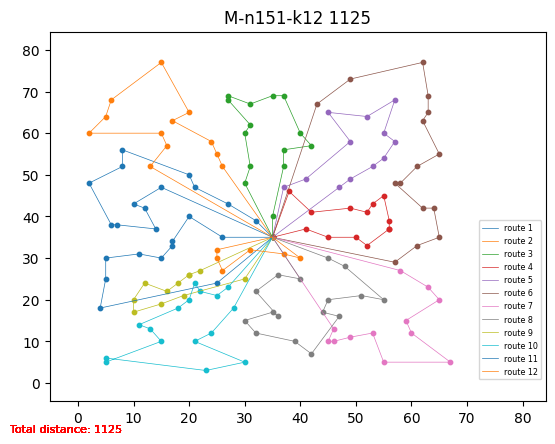 M-n151-k12 1125
80
70
60
50
40
30
20
10
0
route 1
route 2
route 3
route 4
route 5
route 6
route 7
route 8
route 9
route 10
route 11
route 12
0 10 20 30 40 50 60 70 80
Total distance: 1125